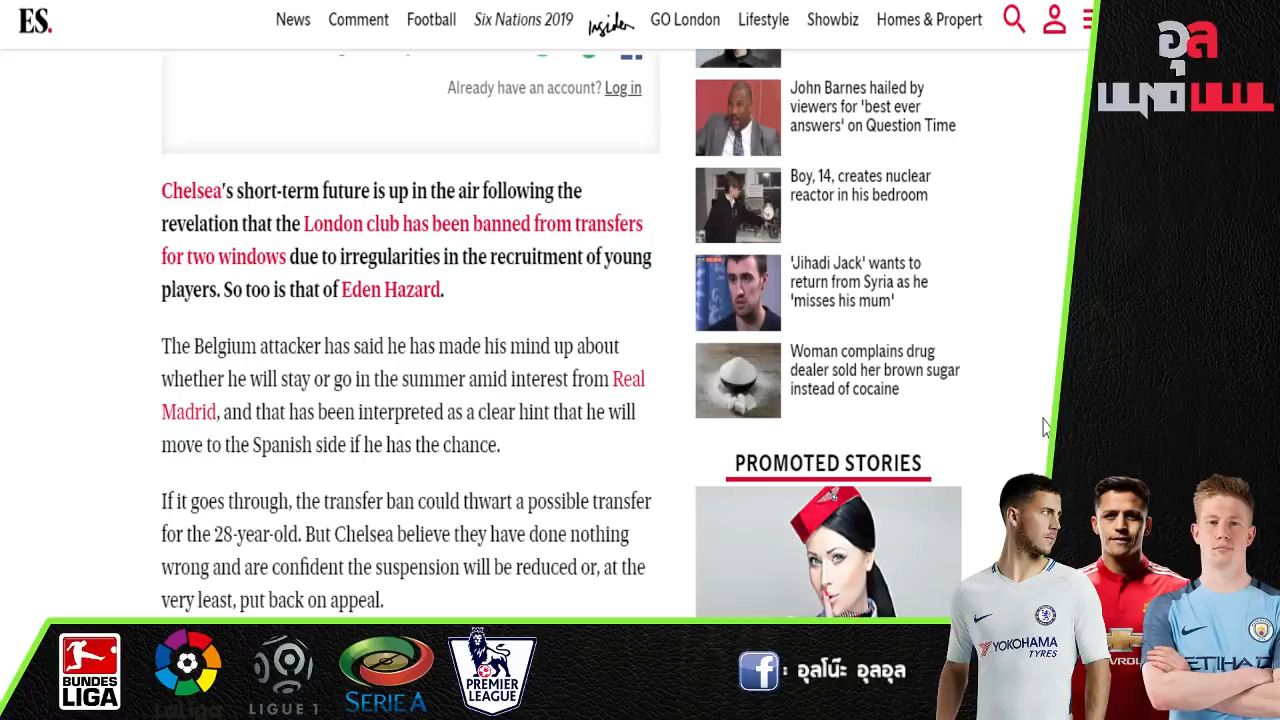 ES.
News Comment Football Six Nations 2019 Insider GO London Lifestyle Showbiz Homes & Propert
Already have an account? Log in
Chelsea's short-term future is up in the air following the
revelation that the London club has been banned from transfers
for two windows due to irregularities in the recruitment of young
players. So too is that of Eden Hazard.
The Belgium attacker has said he has made his mind up about
whether he will stay or go in the summer amid interest from Real
Madrid, and that has been interpreted as a clear hint that he will
move to the Spanish side if he has the chance.
If it goes through, the transfer ban could thwart a possible transfer
for the 28-year-old. But Chelsea believe they have done nothing
wrong and are confident the suspension will be reduced or, at the
very least, put back on appeal.
John Barnes hailed by
viewers for 'best ever
answers' on Question Time
Boy, 14, creates nuclear
reactor in his bedroom
'Jihadi Jack' wants to
return from Syria as he
'misses his mum'
Woman complains drug
dealer sold her brown sugar
instead of cocaine
PROMOTED STORIES
อุล
BUNDES
LIGA
LaLiga
LIGUE 1
SERIE A
PREMIER
LEAGUE
f : อุลโน๊ะ อุลอุล
YOKOHAMA
TYRES
ETIHAD